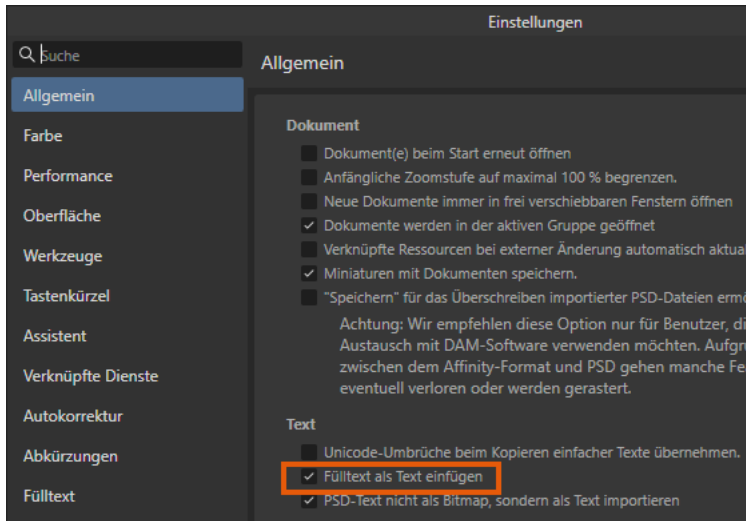 Einstellungen
Suche
Allgemein
Farbe
Performance
Oberfläche
Werkzeuge
Tastenkürzel
Assistent
Verknüpfte Dienste
Autokorrektur
Abkürzungen
Fülltext
Allgemein
Dokument
Dokument(e) beim Start erneut öffnen
Anfängliche Zoomstufe auf maximal 100 % begrenzen.
Neue Dokumente immer in frei verschiebbaren Fenstern öffnen
Dokumente werden in der aktiven Gruppe geöffnet
Verknüpfte Ressourcen bei externer Änderung automatisch aktua
Miniaturen mit Dokumenten speichern.
"Speichern" für das Überschreiben importierter PSD-Dateien ermö
Achtung: Wir empfehlen diese Option nur für Benutzer, di
Austausch mit DAM-Software verwenden möchten. Aufgr
zwischen dem Affinity-Format und PSD gehen manche Fe
eventuell verloren oder werden gerastert.
Text
Unicode-Umbrüche beim Kopieren einfacher Texte übernehmen.
Fülltext als Text einfügen
PSD-Text nicht als Bitmap, sondern als Text importieren